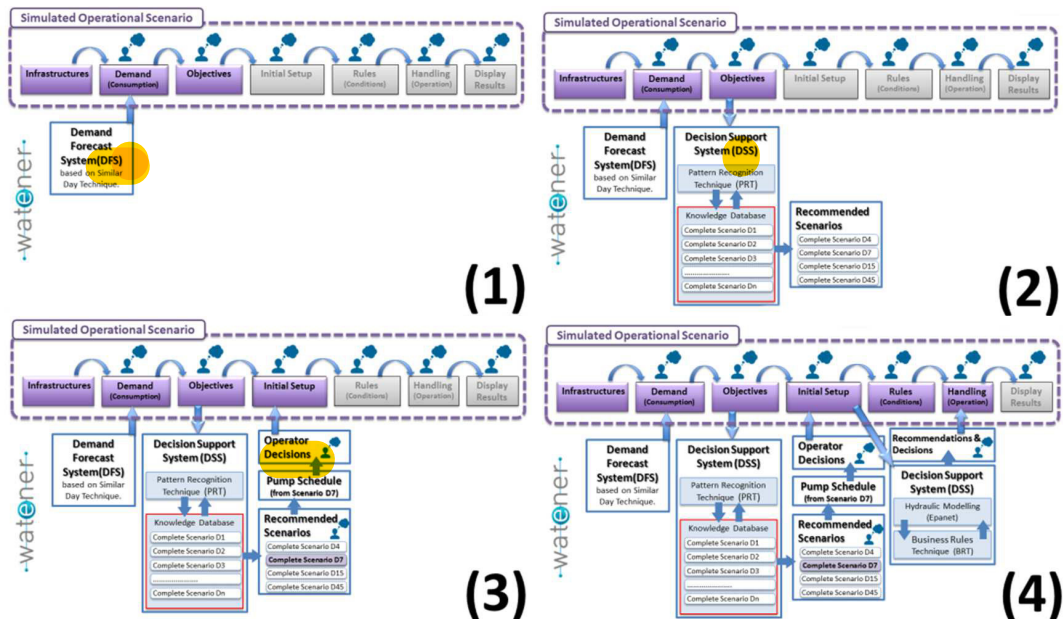 Simulated Operational Scenario
Infrastructures
Demand
(Consumption)
Objectives
Initial Setup
Rules
(Conditions)
Handling
(Operation)
Display
Results
Demand
Forecast
System(DFS)
based on Similar
Day Technique.
watener
(1)
Simulated Operational Scenario
Infrastructures
Demand
(Consumption)
Objectives
Initial Setup
Rules
(Conditions)
Handling
(Operation)
Display
Results
Demand
Forecast
System(DFS)
based on Similar
Day Technique.
Decision Support
System (DSS)
Pattern Recognition
Technique (PRT)
Knowledge Database
Complete Scenario D1
Complete Scenario D2
Complete Scenario D3
.....................
Complete Scenario Dn
Recommended
Scenarios
Complete Scenario D4
Complete Scenario D7
Complete Scenario D15
Complete Scenario D45
watener
(2)
Simulated Operational Scenario
Infrastructures
Demand
(Consumption)
Objectives
Initial Setup
Rules
(Conditions)
Handling
(Operation)
Display
Results
Demand
Forecast
System(DFS)
based on Similar
Day Technique.
Decision Support
System (DSS)
Pattern Recognition
Technique (PRT)
Knowledge Database
Complete Scenario D1
Complete Scenario D2
Complete Scenario D3
.....................
Complete Scenario Dn
Operator
Decisions
Pump Schedule
(from Scenario D7)
Recommended
Scenarios
Complete Scenario D4
Complete Scenario D7
Complete Scenario D15
Complete Scenario D45
watener
(3)
Simulated Operational Scenario
Infrastructures
Demand
(Consumption)
Objectives
Initial Setup
Rules
(Conditions)
Handling
(Operation)
Display
Results
Demand
Forecast
System(DFS)
based on Similar
Day Technique.
Decision Support
System (DSS)
Pattern Recognition
Technique (PRT)
Knowledge Database
Complete Scenario D1
Complete Scenario D2
Complete Scenario D3
.....................
Complete Scenario Dn
Operator
Decisions
Pump Schedule
(from Scenario D7)
Recommended
Scenarios
Complete Scenario D4
Complete Scenario D7
Complete Scenario D15
Complete Scenario D45
Recommendations &
Decisions
Decision Support
System (DSS)
Hydraulic Modelling
(Epanet)
Business Rules
Technique (BRT)
watener
(4)